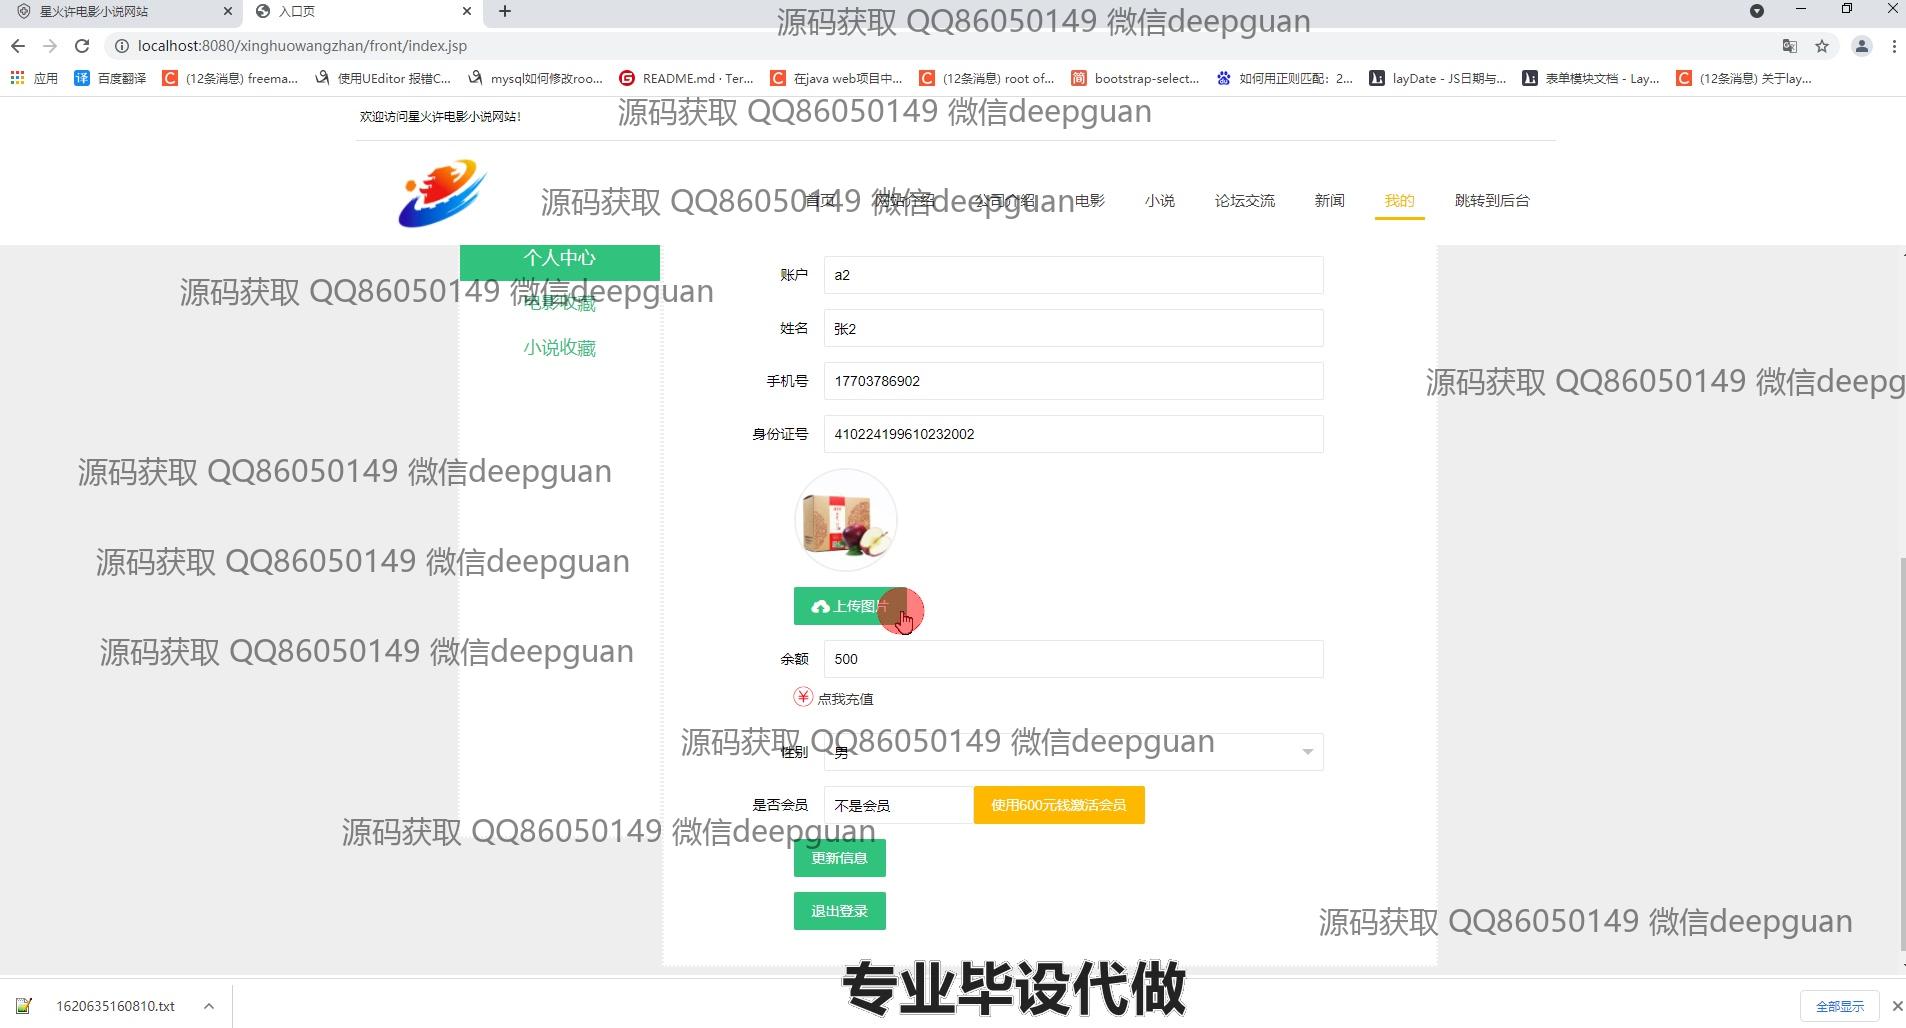 星火许电影小说网站
入口页
源码获取 QQ86050149 微信deepguan
localhost:8080/xinghuowangzhan/front/index.jsp
应用
百度翻译
(12条消息) freema...
使用UEditor 报错C...
mysql如何修改roo...
README.md · Ter...
在java web项目中...
(12条消息) root of...
bootstrap-select...
如何用正则匹配：2...
layDate - JS日期与...
表单模块文档 - Lay...
(12条消息) 关于lay...
欢迎访问星火许电影小说网站！
源码获取 QQ86050149 微信deepguan
源码获取 QQ86050149 微信deepguan
首页
网站介绍
公司介绍
电影
小说
论坛交流
新闻
我的
跳转到后台
个人中心
账户
a2
源码获取 QQ86050149 微信deepguan
电影收藏
姓名
张2
小说收藏
手机号
17703786902
源码获取 QQ86050149 微信deepg
身份证号
410224199610232002
源码获取 QQ86050149 微信deepguan
源码获取 QQ86050149 微信deepguan
上传图片
源码获取 QQ86050149 微信deepguan
余额
500
点我充值
源码获取 QQ86050149 微信deepguan
性别
男
是否会员
不是会员
使用600元钱激活会员
源码获取 QQ86050149 微信deepguan
更新信息
退出登录
源码获取 QQ86050149 微信deepguan
专业毕设代做
1620635160810.txt
全部显示